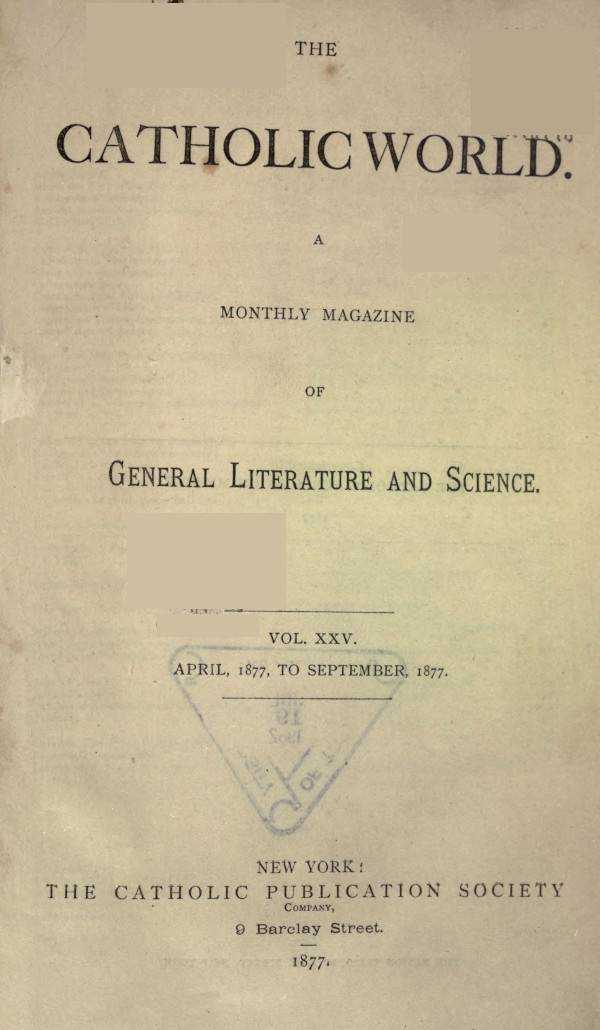 THE
CATHOLIC WORLD.
A
MONTHLY MAGAZINE
OF
GENERAL LITERATURE AND SCIENCE.
VOL. XXV.
APRIL, 1877, TO SEPTEMBER, 1877.
NEW YORK:
THE CATHOLIC PUBLICATION SOCIETY
COMPANY,
9 Barclay Street.
1877.